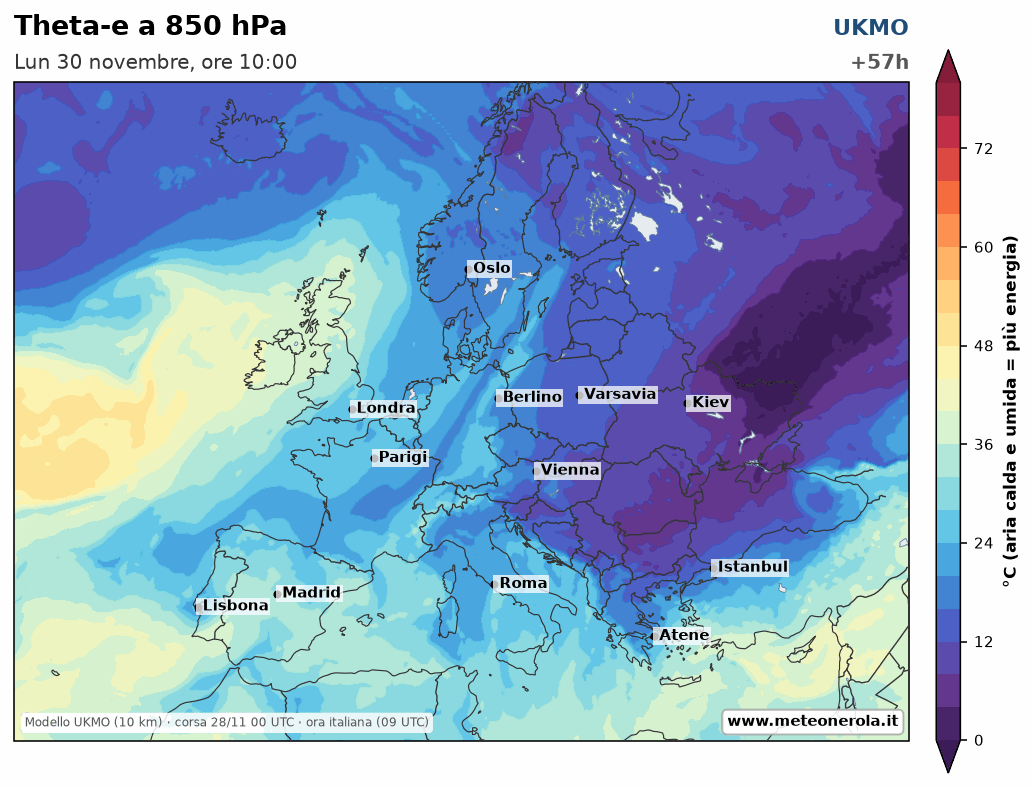 Theta-e a 850 hPa
UKMO
Lun 30 novembre, ore 10:00
+57h
Oslo
Londra
Berlino
Varsavia
Kiev
Parigi
Vienna
Istanbul
Roma
Madrid
Lisbona
Atene
Modello UKMO (10 km) · corsa 28/11 00 UTC · ora italiana (09 UTC)
www.meteonerola.it
72
60
48
36
24
12
0
°C (aria calda e umida = più energia)